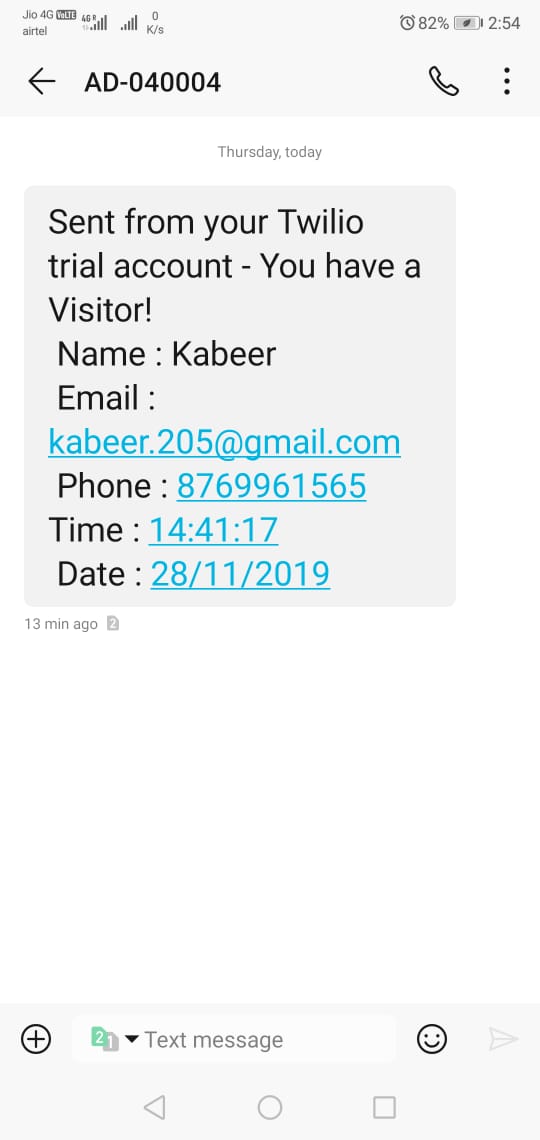 Jio 4G VoLTE 4G R 0 82% 2:54
airtel K/s
AD-040004
Thursday, today
Sent from your Twilio
trial account - You have a
Visitor!
Name : Kabeer
Email :
kabeer.205@gmail.com
Phone : 8769961565
Time : 14:41:17
Date : 28/11/2019
13 min ago 2
2 1 Text message